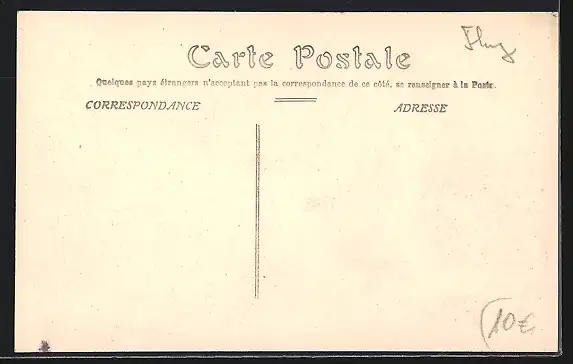 Carte Postale
Quelques pays étrangers n'acceptant pas la correspondance de ce côté, se renseigner à la Poste.
CORRESPONDANCE
ADRESSE
10€